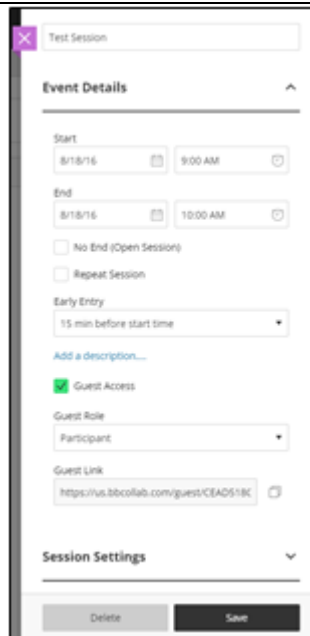 Test Session
Event Details
Start
8/18/16 9:00 AM
End
8/18/16 10:00 AM
No End (Open Session)
Repeat Session
Early Entry
15 min before start time
Add a description....
Guest Access
Guest Role
Participant
Guest Link
https://us.bbcollab.com/guest/CEAD518C
Session Settings
Delete Save